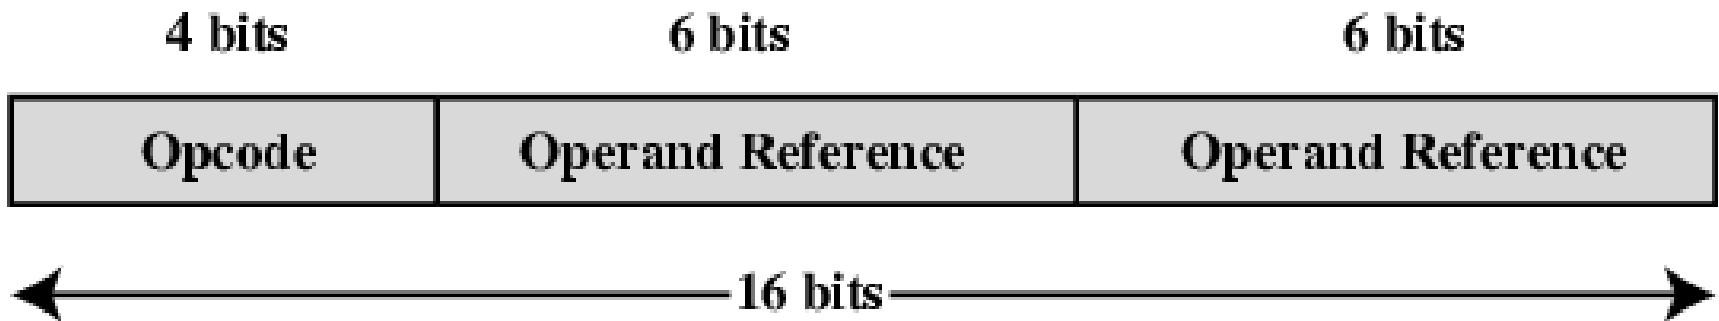 4 bits 6 bits 6 bits
Opcode Operand Reference Operand Reference
16 bits